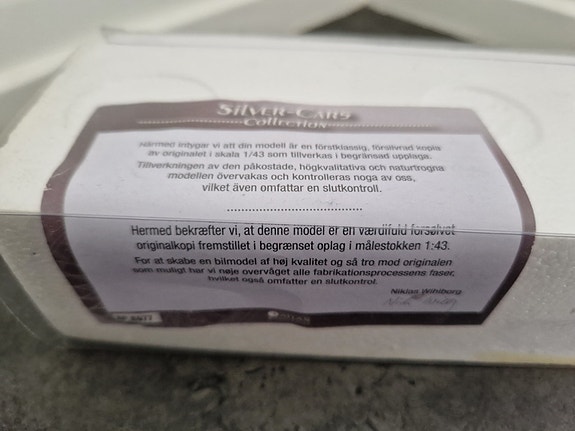 SILVER-CARS
Collection
Härmed intygar vi att din modell är en förstklassig, försilvrad kopia
av originalet i skala 1/43 som tillverkas i begränsad upplaga.
Tillverkningen av den påkostade, högkvalitativa och naturtrogna
modellen övervakas och kontrolleras noga av oss,
vilket även omfattar en slutkontroll.
Hermed bekræfter vi, at denne model er en værdifuld forsølvet
originalkopi fremstillet i begrænset oplag i målestokken 1:43.
For at skabe en bilmodel af høj kvalitet og så tro mod originalen
som muligt har vi nøje overvåget alle fabrikationsprocessens faser,
hvilket også omfatter en slutkontrol.
Niklas Wihlborg